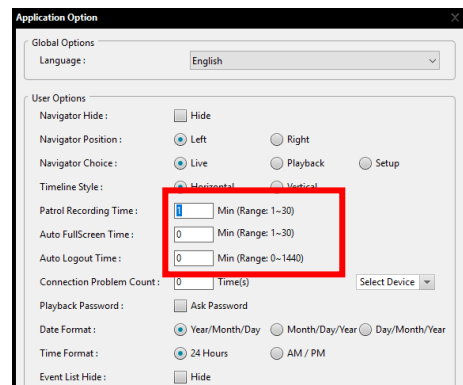 Application Option
Global Options
Language : English
User Options
Navigator Hide : Hide
Navigator Position : Left Right
Navigator Choice : Live Playback Setup
Timeline Style : Horizontal Vertical
Patrol Recording Time : 1 Min (Range: 1~30)
Auto FullScreen Time : 0 Min (Range: 1~30)
Auto Logout Time : 0 Min (Range: 0~1440)
Connection Problem Count : 0 Time(s) Select Device
Playback Password : Ask Password
Date Format : Year/Month/Day Month/Day/Year Day/Month/Year
Time Format : 24 Hours AM / PM
Event List Hide : Hide